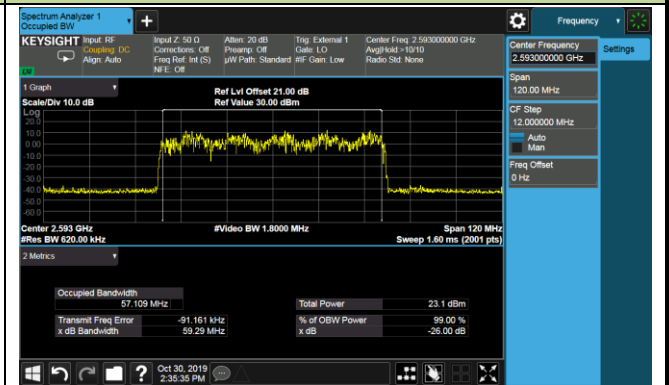 Spectrum Analyzer 1
Occupied BW
+
Frequency
KEYSIGHT
Input: RF
Coupling: DC
Align: Auto
Input Z: 50 Ω
Corrections: Off
Freq Ref: Int (S)
NFE: Off
Atten: 20 dB
Preamp: Off
µW Path: Standard
Trig: External 1
Gate: LO
#IF Gain: Low
Center Freq: 2.593000000 GHz
Avg|Hold:>10/10
Radio Std: None
Center Frequency
2.593000000 GHz
Settings
Span
120.00 MHz
CF Step
12.000000 MHz
Auto
Man
Freq Offset
0 Hz
1 Graph
Scale/Div 10.0 dB
Ref Lvl Offset 21.00 dB
Ref Value 30.00 dBm
Log
20.0
10.0
0.00
-10.0
-20.0
-30.0
-40.0
-50.0
-60.0
Center 2.593 GHz
#Video BW 1.8000 MHz
Span 120 MHz
#Res BW 620.00 kHz
Sweep 1.60 ms (2001 pts)
2 Metrics
Occupied Bandwidth
57.109 MHz
Total Power
23.1 dBm
Transmit Freq Error
-91.161 kHz
% of OBW Power
99.00 %
x dB Bandwidth
59.29 MHz
x dB
-26.00 dB
?
Oct 30, 2019
2:35:35 PM